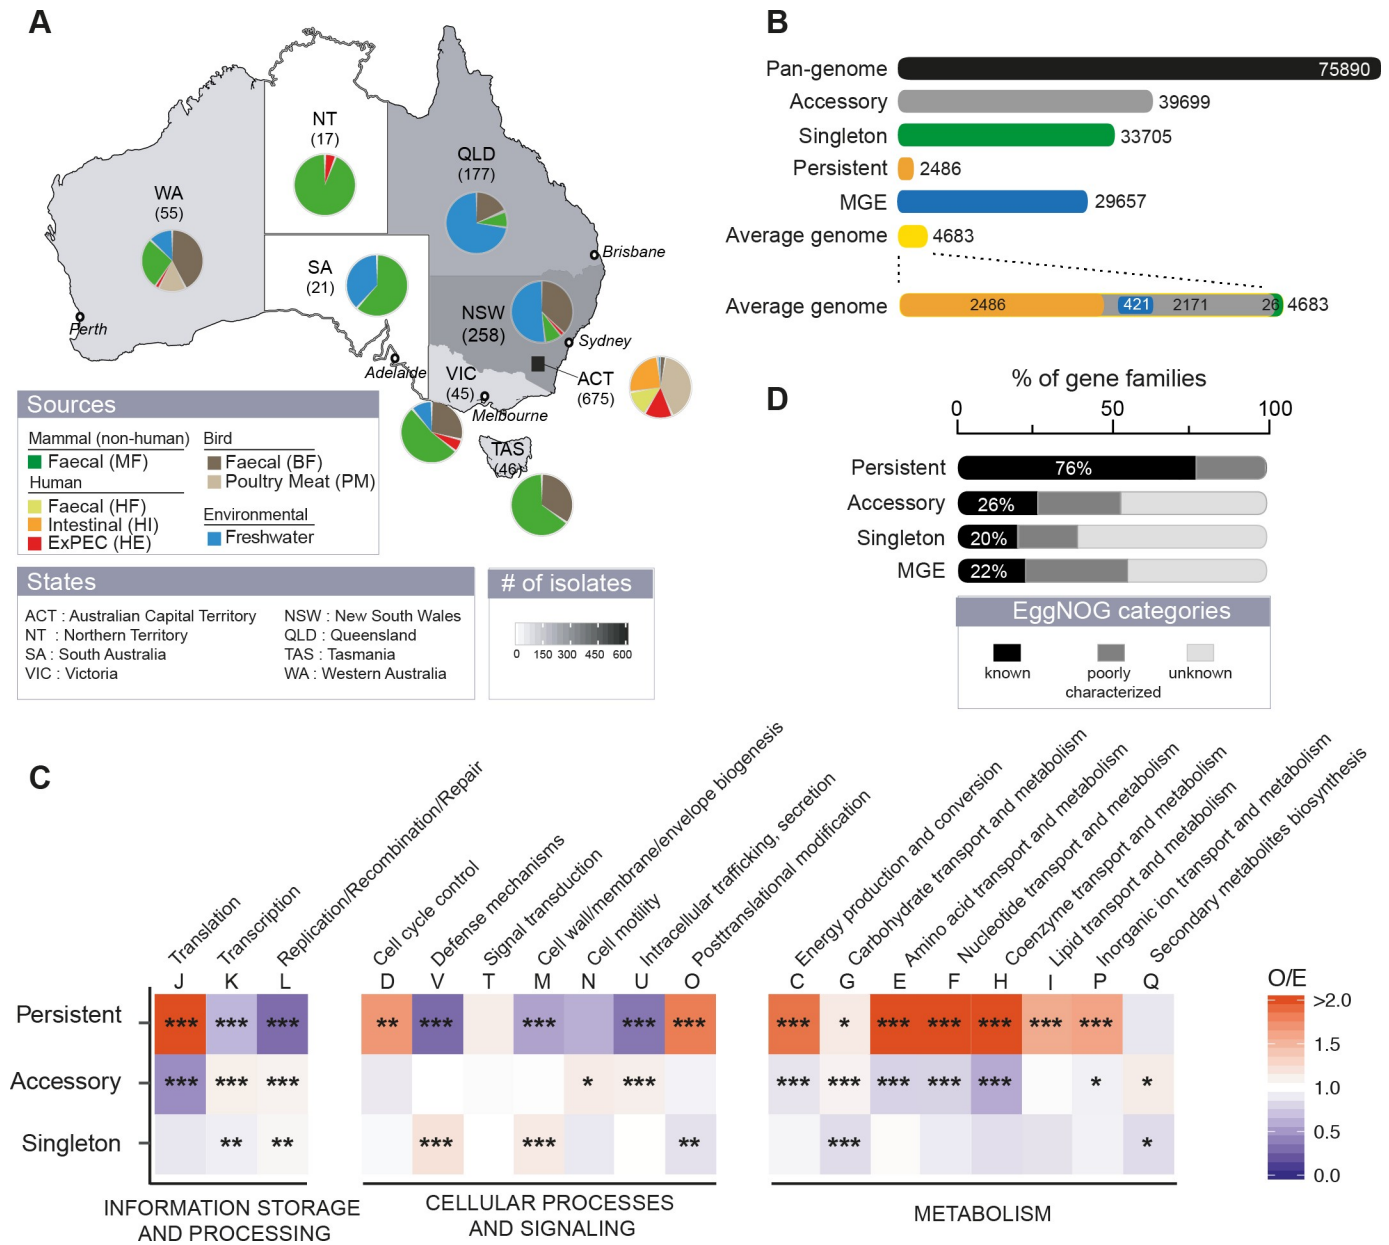 A
NT
(17)
QLD
(177)
WA
(55)
SA
(21)
NSW
(258)
VIC
(45)
ACT
(675)
TAS
(46)
Brisbane
Sydney
Melbourne
Adelaide
Perth
Sources
Mammal (non-human)
Faecal (MF)
Human
Faecal (HF)
Intestinal (HI)
ExPEC (HE)
Bird
Faecal (BF)
Poultry Meat (PM)
Environmental
Freshwater
States
ACT : Australian Capital Territory
NT : Northern Territory
SA : South Australia
VIC : Victoria
NSW : New South Wales
QLD : Queensland
TAS : Tasmania
WA : Western Australia
# of isolates
0 150 300 450 600
B
Pan-genome 75890
Accessory 39699
Singleton 33705
Persistent 2486
MGE 29657
Average genome 4683
Average genome 2486 421 2171 26 4683
D
% of gene families
0 50 100
Persistent 76%
Accessory 26%
Singleton 20%
MGE 22%
EggNOG categories
known
poorly
characterized
unknown
C
Translation
Transcription
Replication/Recombination/Repair
Cell cycle control
Defense mechanisms
Signal transduction
Cell wall/membrane/envelope biogenesis
Cell motility
Intracellular trafficking, secretion
Posttranslational modification
Energy production and conversion
Carbohydrate transport and metabolism
Amino acid transport and metabolism
Nucleotide transport and metabolism
Coenzyme transport and metabolism
Lipid transport and metabolism
Inorganic ion transport and metabolism
Secondary metabolites biosynthesis
J K L D V T M N U O C G E F H I P Q
Persistent *** *** *** ** *** *** *** *** *** * *** *** *** *** ***
Accessory *** *** *** * *** *** *** *** *** *** * *
Singleton ** ** *** *** ** *** *
INFORMATION STORAGE
AND PROCESSING
CELLULAR PROCESSES
AND SIGNALING
METABOLISM
O/E
>2.0
1.5
1.0
0.5
0.0